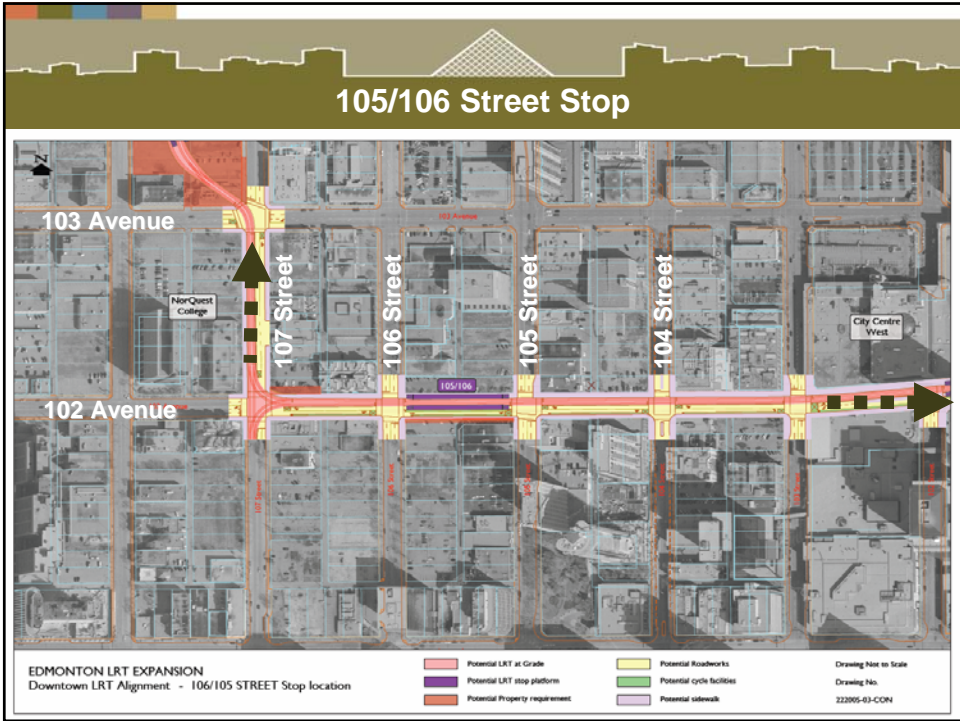 105/106 Street Stop
N
103 Avenue
103 Avenue
NorQuest
College
107 Street
106 Street
105 Street
104 Street
City Centre
West
105/106
102 Avenue
107 Street
EDMONTON LRT EXPANSION
Downtown LRT Alignment - 106/105 STREET Stop location
Potential LRT at Grade
Potential LRT stop platform
Potential Property requirement
Potential Roadworks
Potential cycle facilities
Potential sidewalk
Drawing Not to Scale
Drawing No.
222005-03-CON